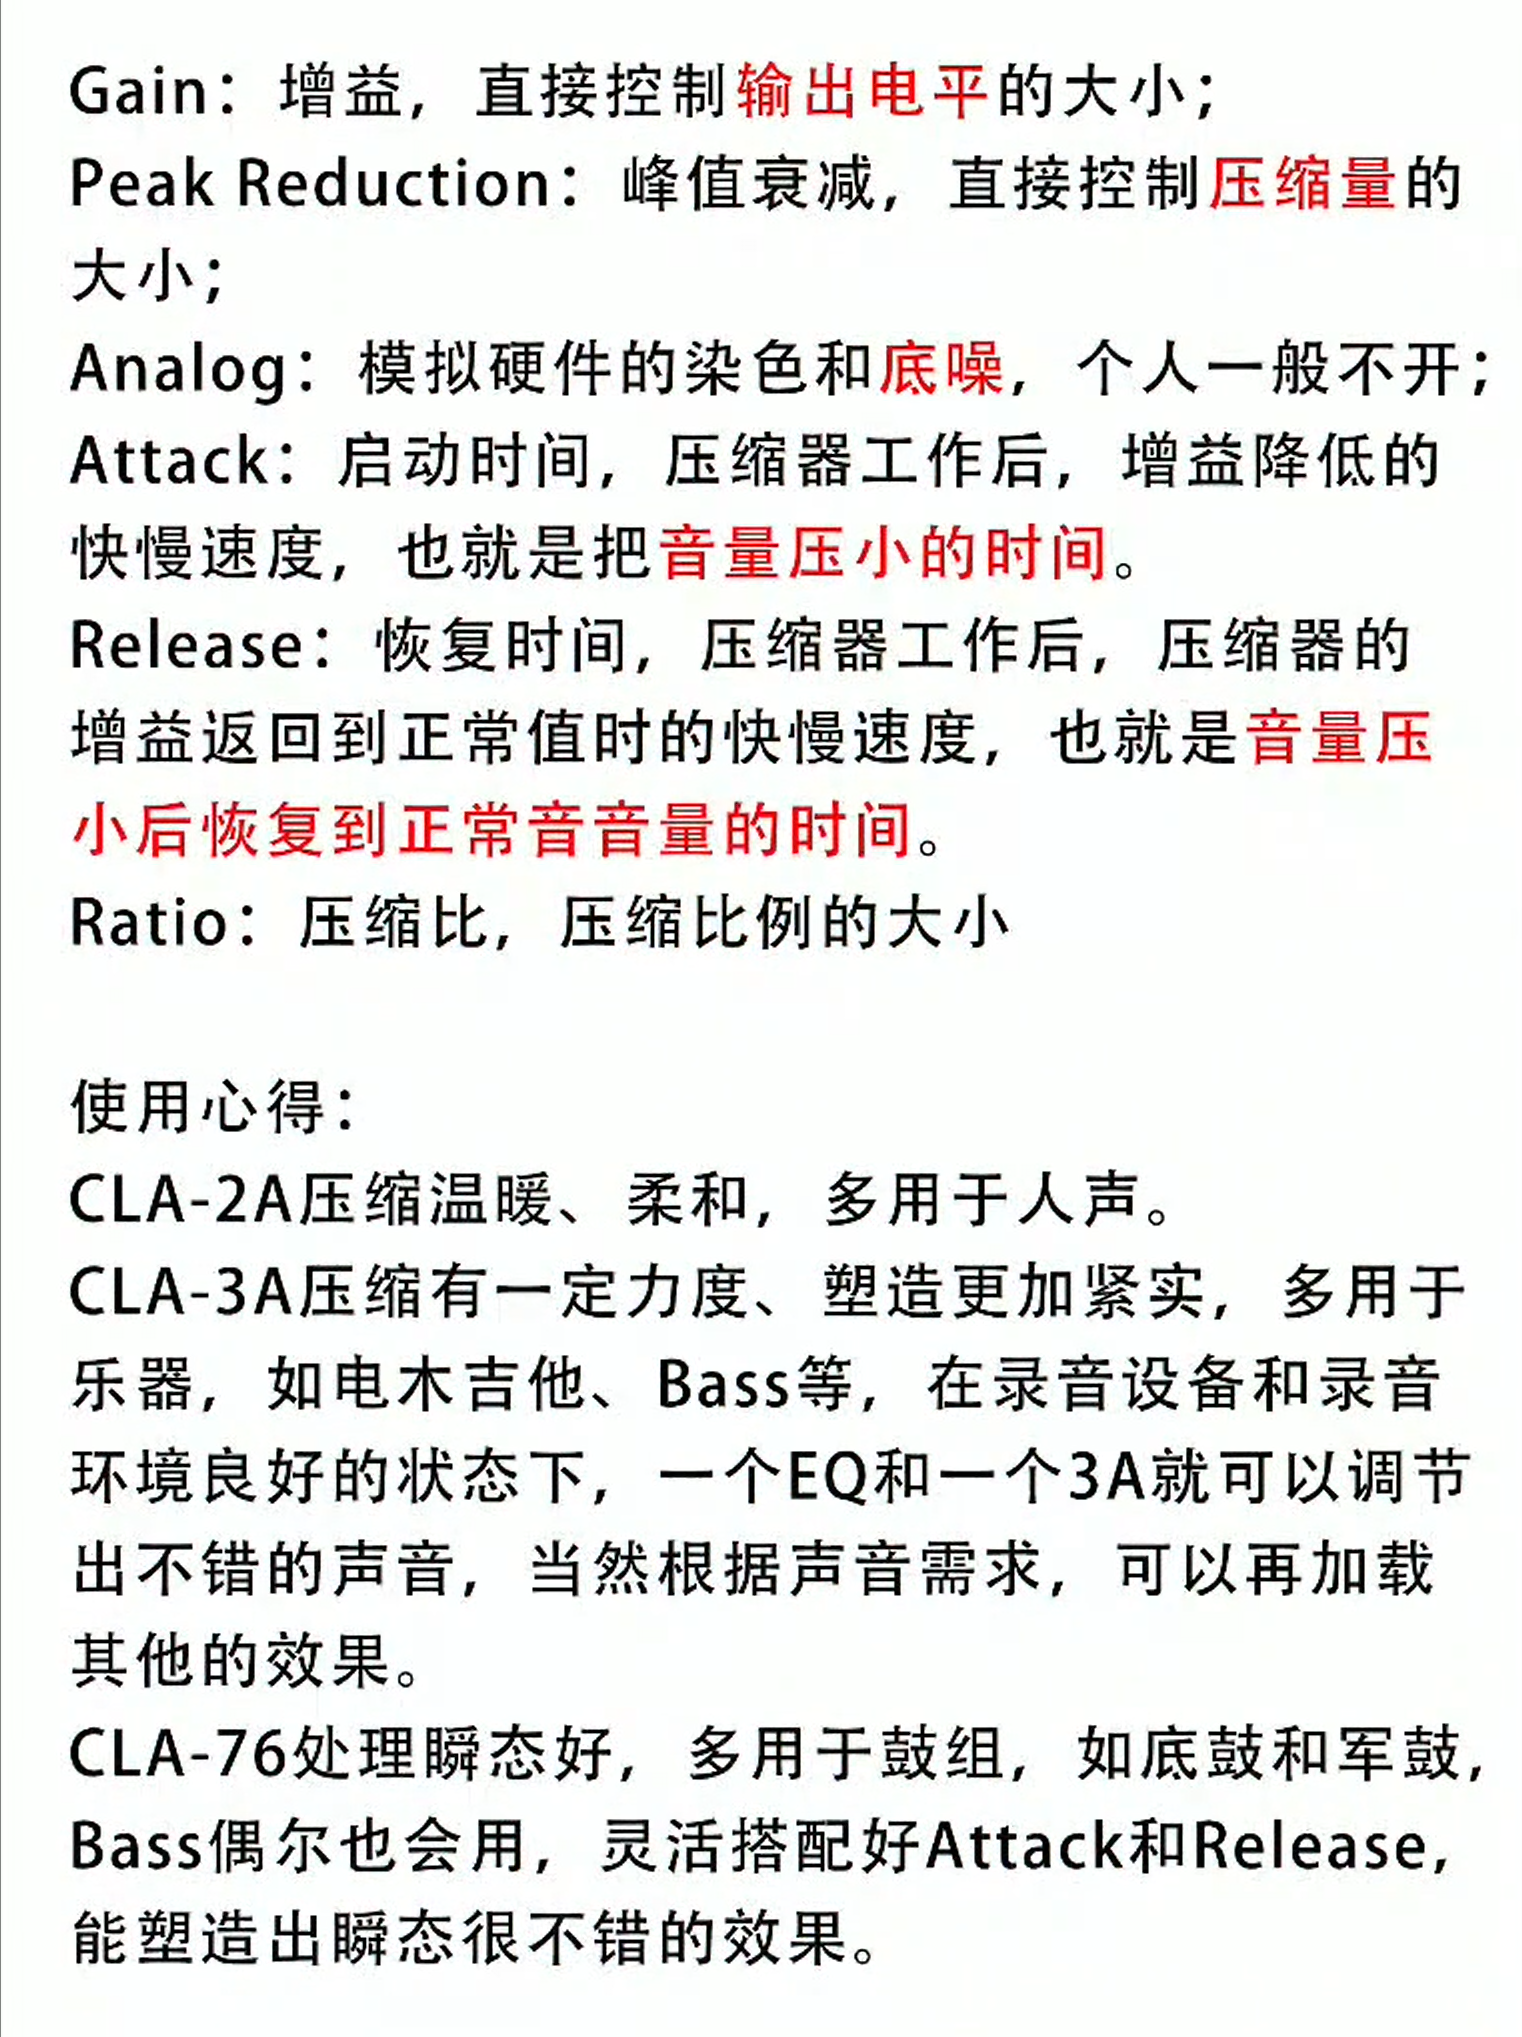 Gain：增益，直接控制输出电平的大小；
Peak Reduction：峰值衰减，直接控制压缩量的
大小；
Analog：模拟硬件的染色和底噪，个人一般不开；
Attack：启动时间，压缩器工作后，增益降低的
快慢速度，也就是把音量压小的时间。
Release：恢复时间，压缩器工作后，压缩器的
增益返回到正常值时的快慢速度，也就是音量压
小后恢复到正常音音量的时间。
Ratio：压缩比，压缩比例的大小
使用心得：
CLA-2A压缩温暖、柔和，多用于人声。
CLA-3A压缩有一定力度、塑造更加紧实，多用于
乐器，如电木吉他、Bass等，在录音设备和录音
环境良好的状态下，一个EQ和一个3A就可以调节
出不错的声音，当然根据声音需求，可以再加载
其他的效果。
CLA-76处理瞬态好，多用于鼓组，如底鼓和军鼓，
Bass偶尔也会用，灵活搭配好Attack和Release，
能塑造出瞬态很不错的效果。